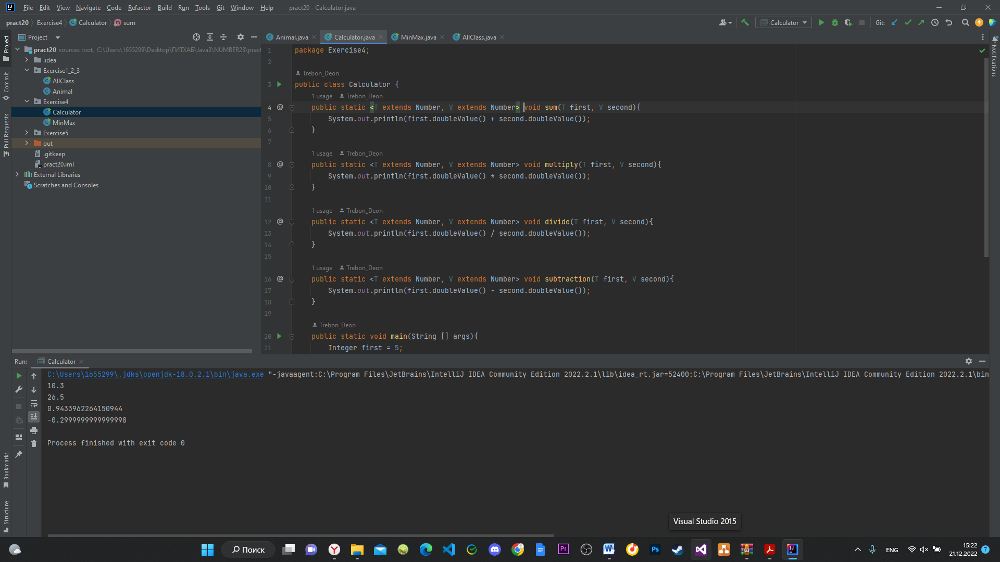 File Edit View Navigate Code Refactor Build Run Tools Git Window Help pract20 - Calculator.java
pract20 Exercise4 Calculator sum
Calculator
Git:
Project
Animal.java
Calculator.java
MinMax.java
AllClass.java
pract20 sources root, C:\Users\1655299\Desktop\ГИТХАБ\Java3\NUMBER23\pract
.idea
Exercise1_2_3
AllClass
Animal
Exercise4
Calculator
MinMax
Exercise5
out
.gitkeep
pract20.iml
External Libraries
Scratches and Consoles
Project
Commit
Pull Requests
Bookmarks
Structure
Notifications
1 package Exercise4;
2
Trebon_Deon
3 public class Calculator {
1 usage Trebon_Deon
4 @ public static <T extends Number, V extends Number> void sum(T first, V second){
5 System.out.println(first.doubleValue() + second.doubleValue());
6 }
7
1 usage Trebon_Deon
8 @ public static <T extends Number, V extends Number> void multiply(T first, V second){
9 System.out.println(first.doubleValue() * second.doubleValue());
10 }
11
1 usage Trebon_Deon
12 @ public static <T extends Number, V extends Number> void divide(T first, V second){
13 System.out.println(first.doubleValue() / second.doubleValue());
14 }
15
1 usage Trebon_Deon
16 @ public static <T extends Number, V extends Number> void subtraction(T first, V second){
17 System.out.println(first.doubleValue() - second.doubleValue());
18 }
19
Trebon_Deon
20 public static void main(String [] args){
21 Integer first = 5;
Run: Calculator
C:\Users\1655299\.jdks\openjdk-18.0.2.1\bin\java.exe "-javaagent:C:\Program Files\JetBrains\IntelliJ IDEA Community Edition 2022.2.1\lib\idea_rt.jar=52400:C:\Program Files\JetBrains\IntelliJ IDEA Community Edition 2022.2.1\bin
10.3
26.5
0.9433962264150944
-0.2999999999999998
Process finished with exit code 0
Visual Studio 2015
Поиск
ENG
15:22
21.12.2022
7